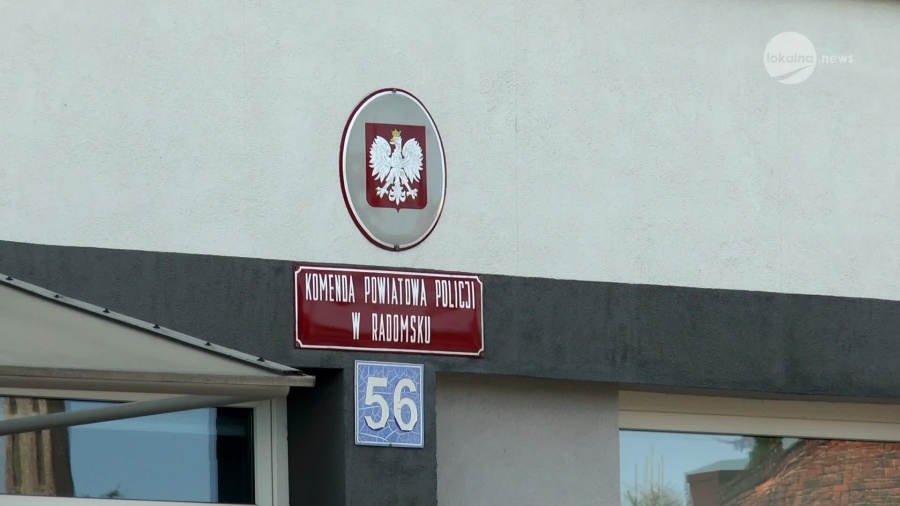 lokalna.news
KOMENDA POWIATOWA POLICJI
W RADOMSKU
56